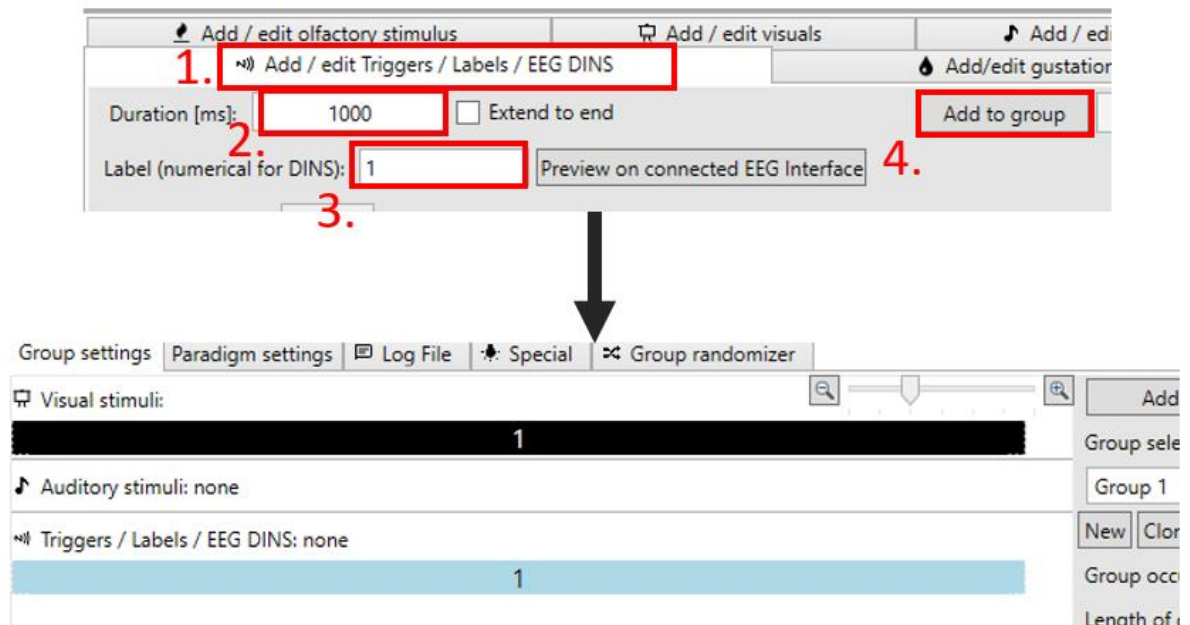 Add / edit olfactory stimulus
Add / edit visuals
Add / edi
1.
Add / edit Triggers / Labels / EEG DINS
Add/edit gustation
Duration [ms]:
1000
Extend to end
Add to group
2.
Label (numerical for DINS):
1
Preview on connected EEG Interface
4.
3.
Group settings
Paradigm settings
Log File
Special
Group randomizer
Visual stimuli:
Add
1
Group sele
Auditory stimuli: none
Group 1
Triggers / Labels / EEG DINS: none
New
Clor
1
Group occu
Length of